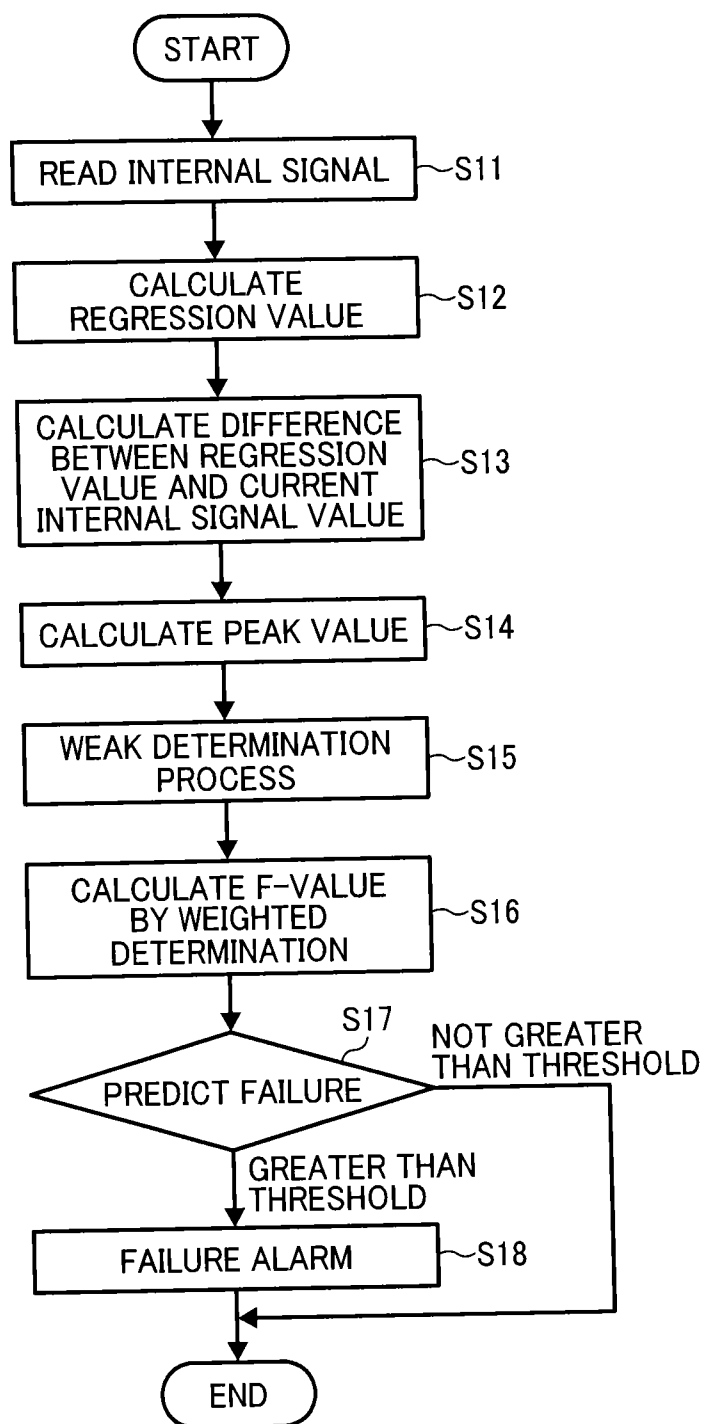 START
READ INTERNAL SIGNAL
S11
CALCULATE
REGRESSION VALUE
S12
CALCULATE DIFFERENCE
BETWEEN REGRESSION
VALUE AND CURRENT
INTERNAL SIGNAL VALUE
S13
CALCULATE PEAK VALUE
S14
WEAK DETERMINATION
PROCESS
S15
CALCULATE F-VALUE
BY WEIGHTED
DETERMINATION
S16
S17
PREDICT FAILURE
NOT GREATER
THAN THRESHOLD
GREATER THAN
THRESHOLD
FAILURE ALARM
S18
END